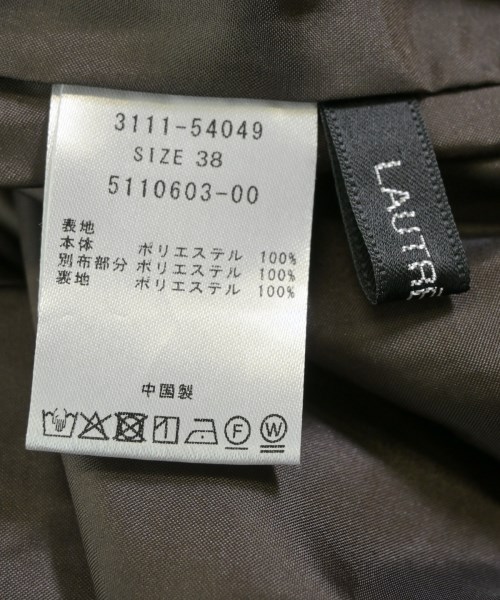 3111-54049
SIZE 38
5110603-00
表地
本体 ポリエステル 100%
別布部分 ポリエステル 100%
裏地 ポリエステル 100%
中国製
F W
LAUTRE